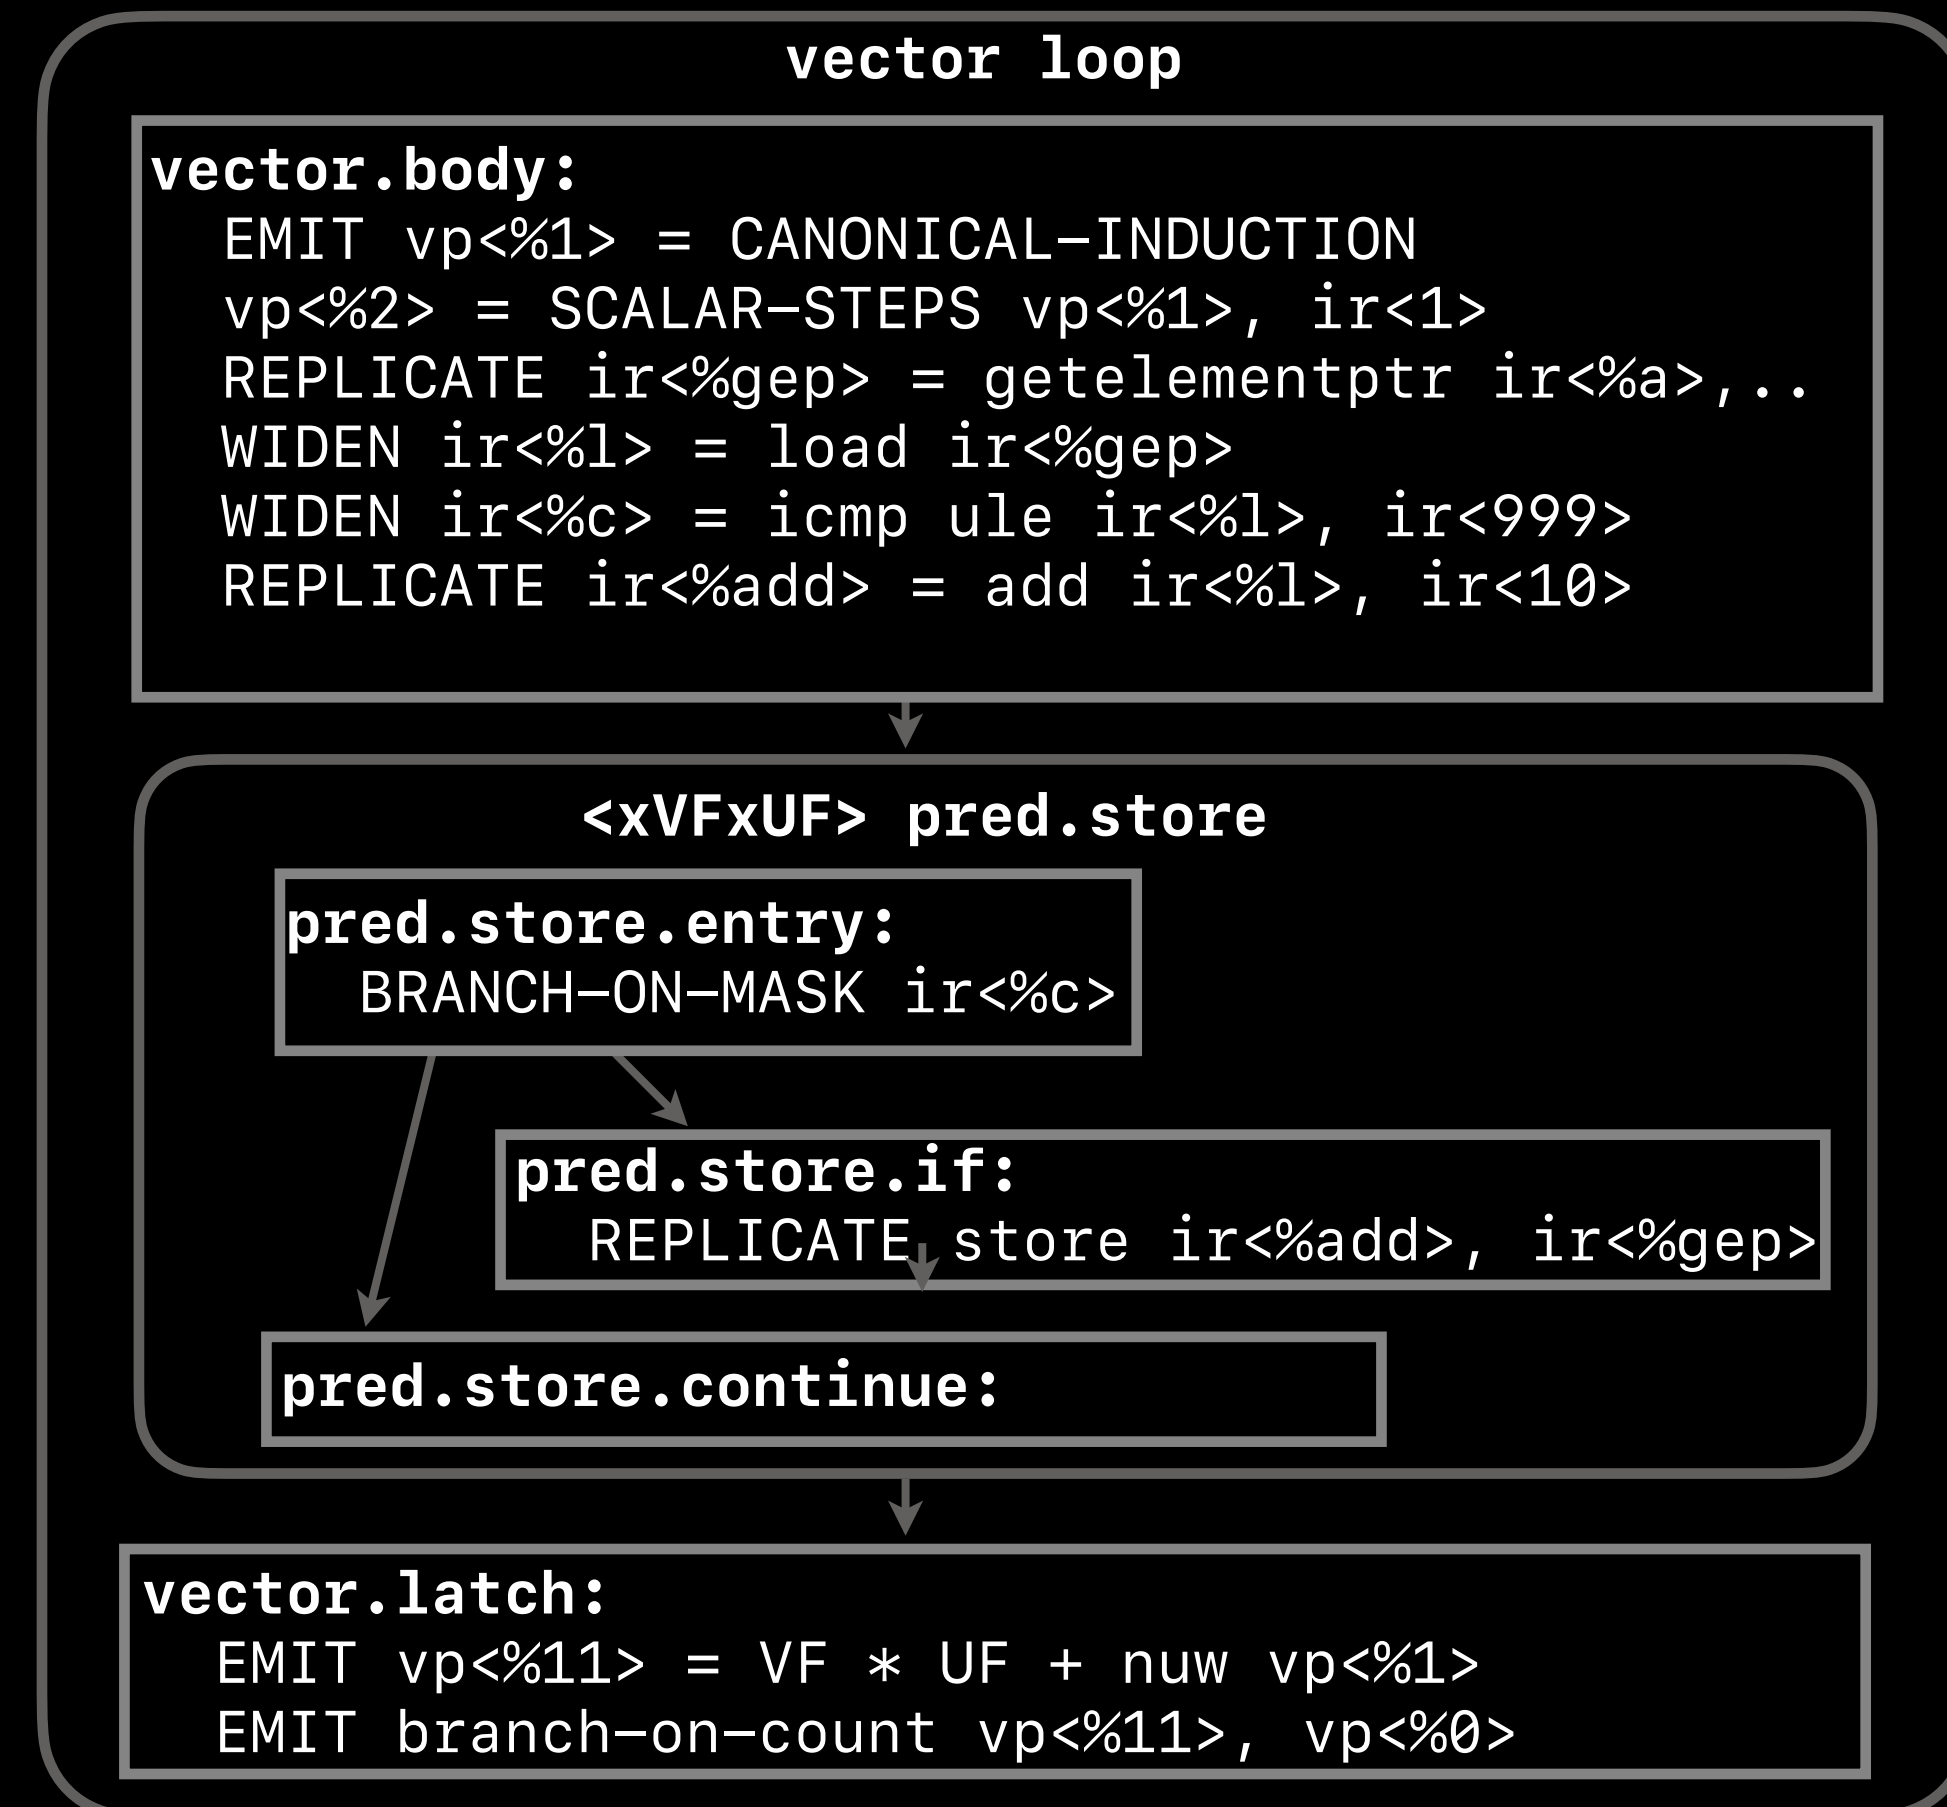 vector loop
vector.body:
EMIT vp<%1> = CANONICAL-INDUCTION
vp<%2> = SCALAR-STEPS vp<%1>, ir<1>
REPLICATE ir<%gep> = getelementptr ir<%a>,..
WIDEN ir<%l> = load ir<%gep>
WIDEN ir<%c> = icmp ule ir<%l>, ir<999>
REPLICATE ir<%add> = add ir<%l>, ir<10>
<xVFxUF> pred.store
pred.store.entry:
BRANCH-ON-MASK ir<%c>
pred.store.if:
REPLICATE store ir<%add>, ir<%gep>
pred.store.continue:
vector.latch:
EMIT vp<%11> = VF * UF + nuw vp<%1>
EMIT branch-on-count vp<%11>, vp<%0>